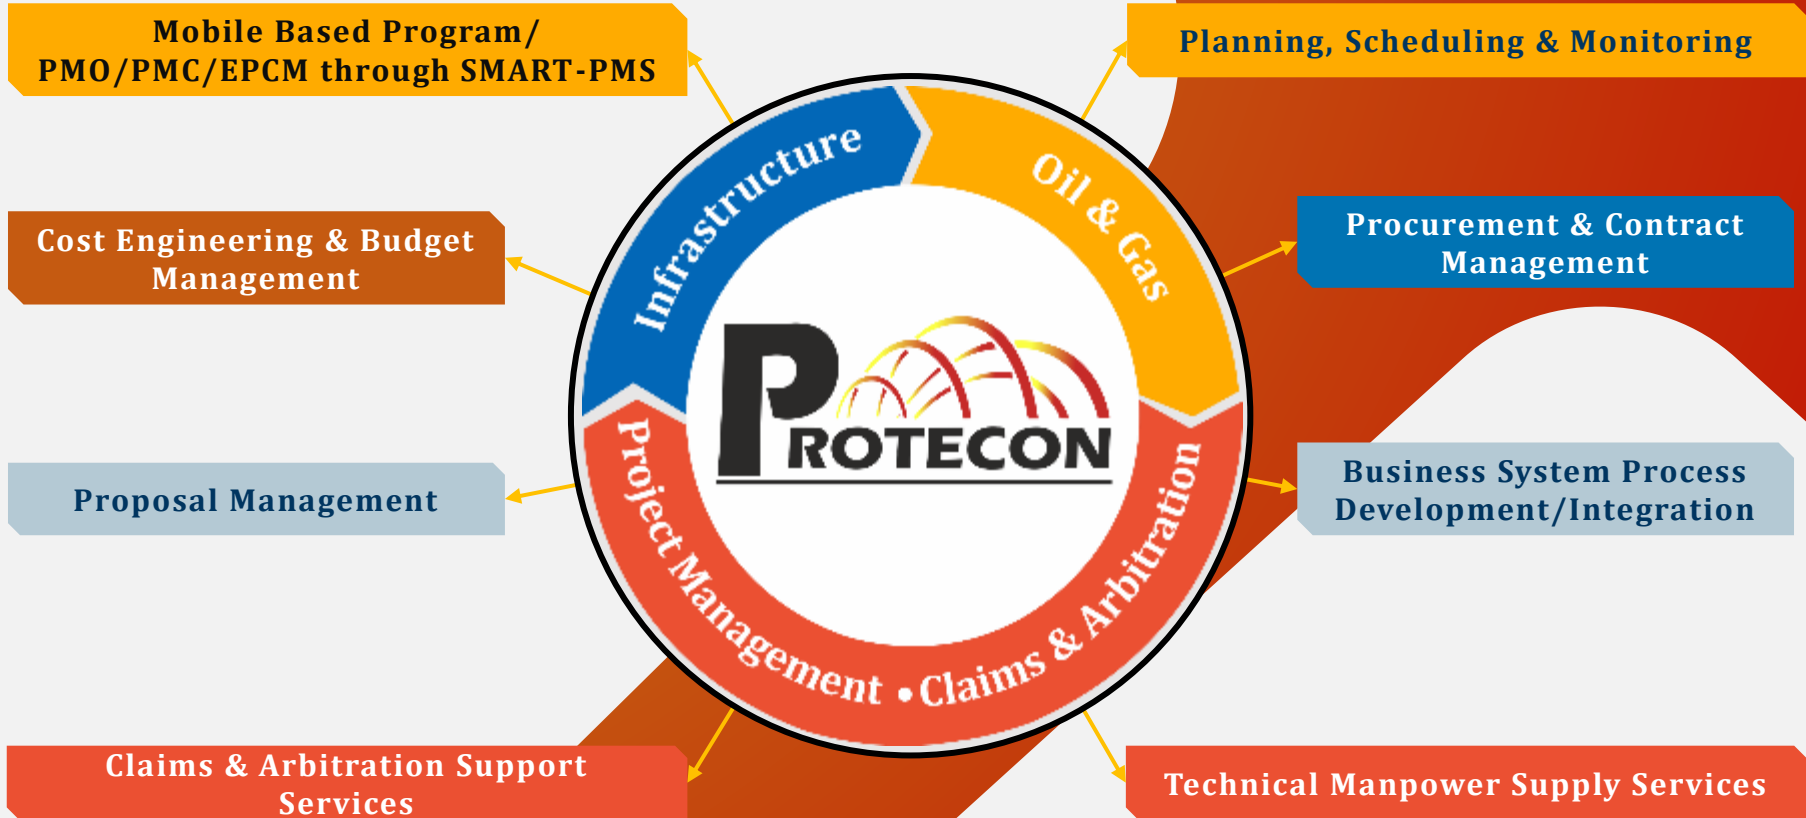 Mobile Based Program/
PMO/PMC/EPCM through SMART-PMS
Planning, Scheduling & Monitoring
Cost Engineering & Budget
Management
Procurement & Contract
Management
Proposal Management
Business System Process
Development/Integration
Claims & Arbitration Support
Services
Technical Manpower Supply Services
Infrastructure
Oil & Gas
Project Management • Claims & Arbitration
PROTECON